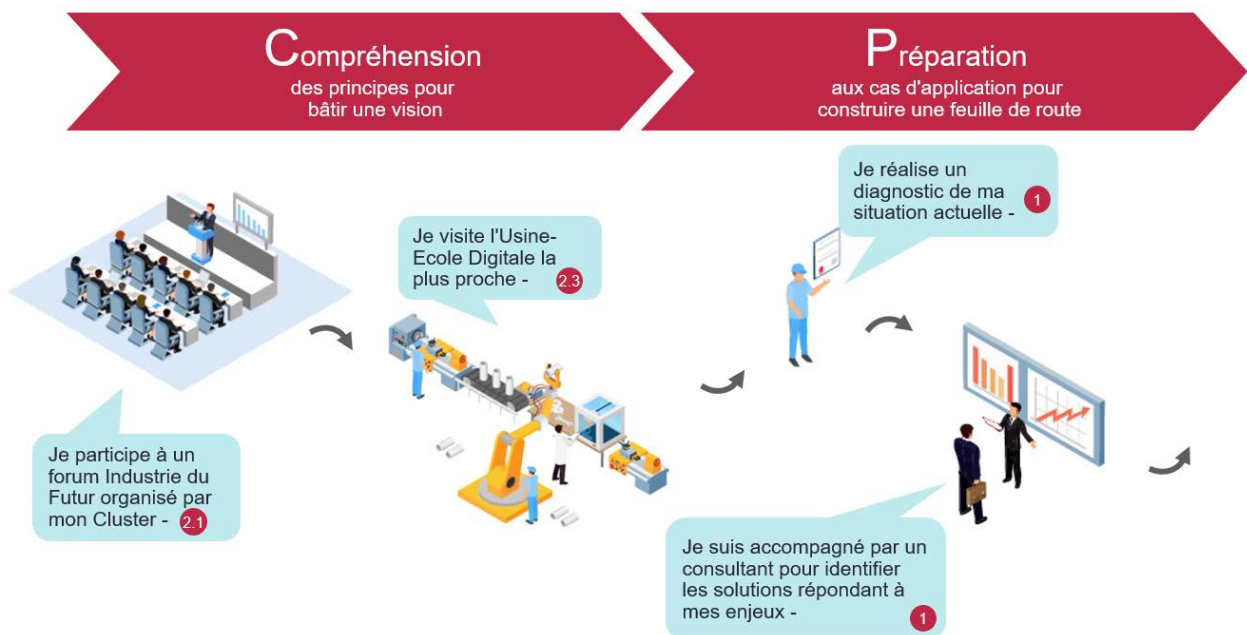 Compréhension
des principes pour
bâtir une vision
Préparation
aux cas d'application pour
construire une feuille de route
Je participe à un
forum Industrie du
Futur organisé par
mon Cluster - 2.1
Je visite l'Usine-
Ecole Digitale la
plus proche - 2.3
Je réalise un
diagnostic de ma
situation actuelle - 1
Je suis accompagné par un
consultant pour identifier
les solutions répondant à
mes enjeux - 1